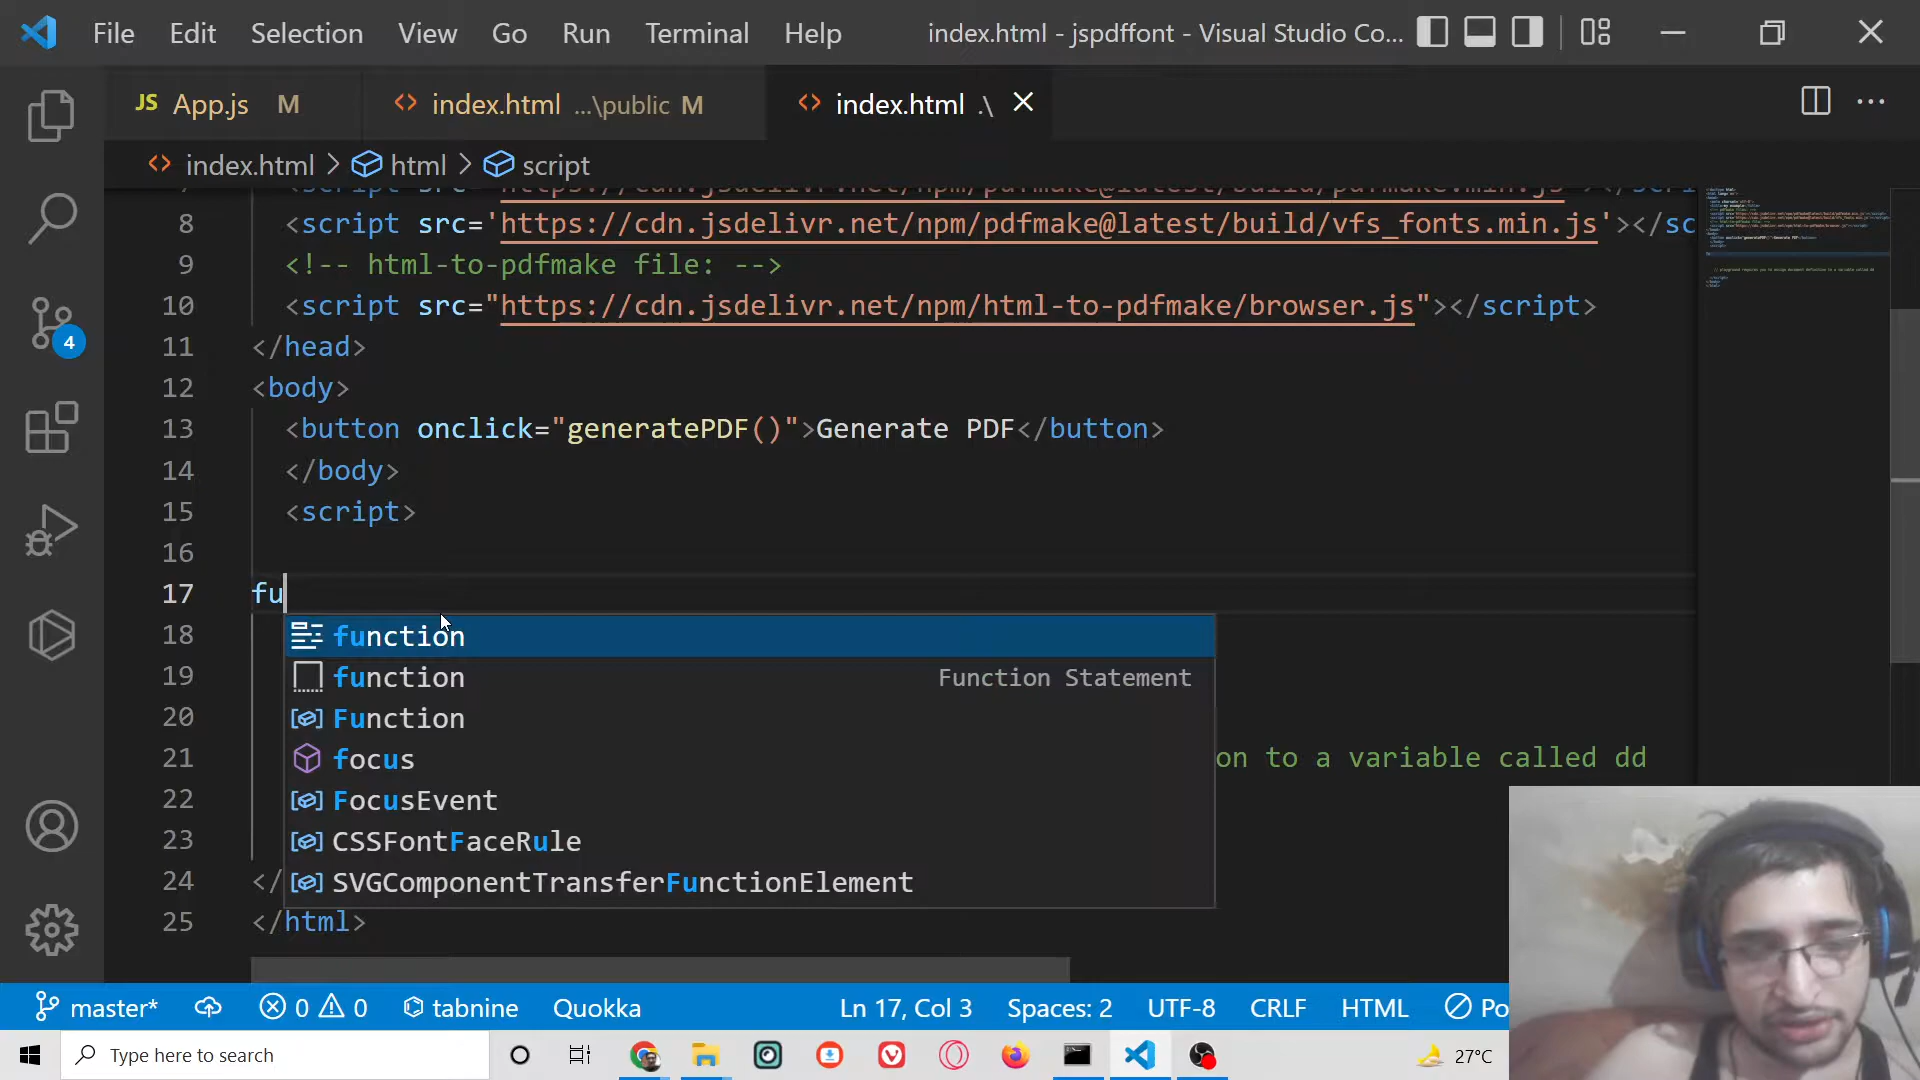 File Edit Selection View Go Run Terminal Help index.html - jspdffont - Visual Studio Co...
JS App.js M index.html ...\public M index.html .\
index.html > html > script
8 <script src='https://cdn.jsdelivr.net/npm/pdfmake@latest/build/vfs_fonts.min.js'></sc
9 <!-- html-to-pdfmake file: -->
10 <script src="https://cdn.jsdelivr.net/npm/html-to-pdfmake/browser.js"></script>
11 </head>
12 <body>
13 <button onclick="generatePDF()">Generate PDF</button>
14 </body>
15 <script>
16
17 fu
18 function
19 function Function Statement
20 Function
21 focus on to a variable called dd
22 FocusEvent
23 CSSFontFaceRule
24 </ SVGComponentTransferFunctionElement
25 </html>
4
master* 0 0 tabnine Quokka Ln 17, Col 3 Spaces: 2 UTF-8 CRLF HTML Po
Type here to search 27°C